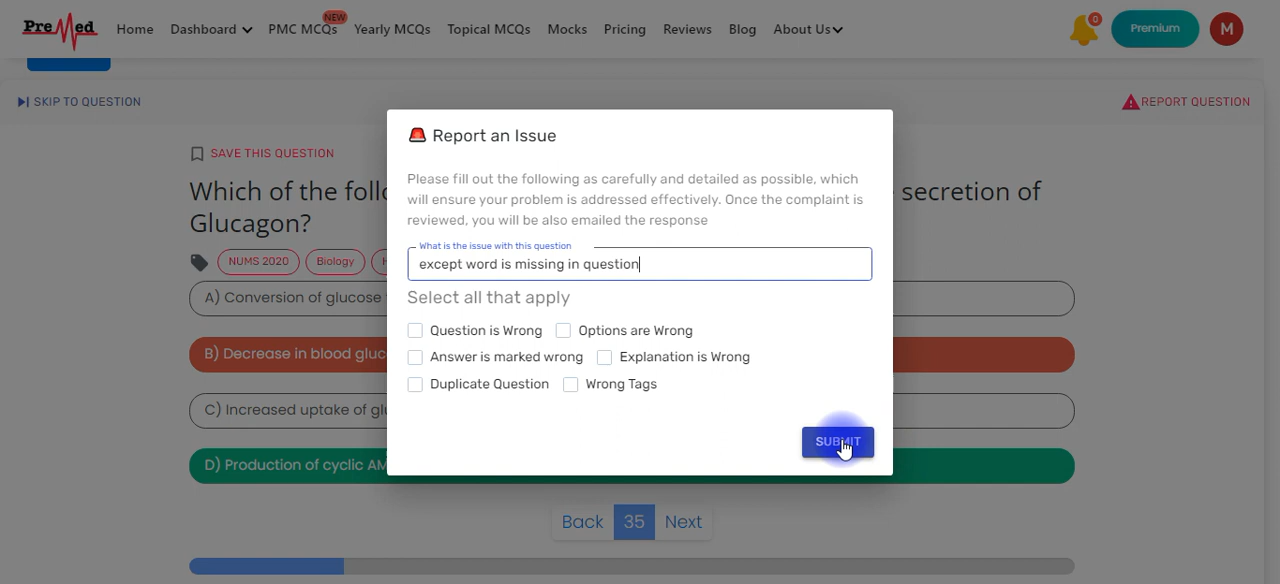 PreMed
Home
Dashboard
PMC MCQs
NEW
Yearly MCQs
Topical MCQs
Mocks
Pricing
Reviews
Blog
About Us
0
Premium
M
SKIP TO QUESTION
REPORT QUESTION
SAVE THIS QUESTION
Which of the secretion of
Glucagon?
NUMS 2020
Biology
A) Conversion of glucose
B) Decrease in blood
C) Increased uptake of
D) Production of cyclic
Back
35
Next
Report an Issue
Please fill out the following as carefully and detailed as possible, which
will ensure your problem is addressed effectively. Once the complaint is
reviewed, you will be also emailed the response
What is the issue with this question
except word is missing in question
Select all that apply
Question is Wrong
Options are Wrong
Answer is marked wrong
Explanation is Wrong
Duplicate Question
Wrong Tags
SUBMIT